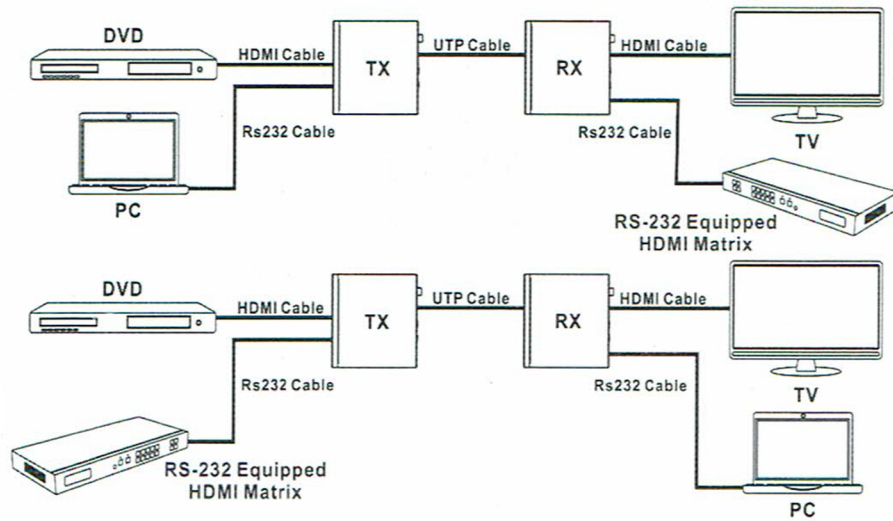 DVD
HDMI Cable
TX
UTP Cable
RX
HDMI Cable
TV
Rs232 Cable
PC
Rs232 Cable
RS-232 Equipped
HDMI Matrix
DVD
HDMI Cable
TX
UTP Cable
RX
HDMI Cable
TV
Rs232 Cable
RS-232 Equipped
HDMI Matrix
Rs232 Cable
PC